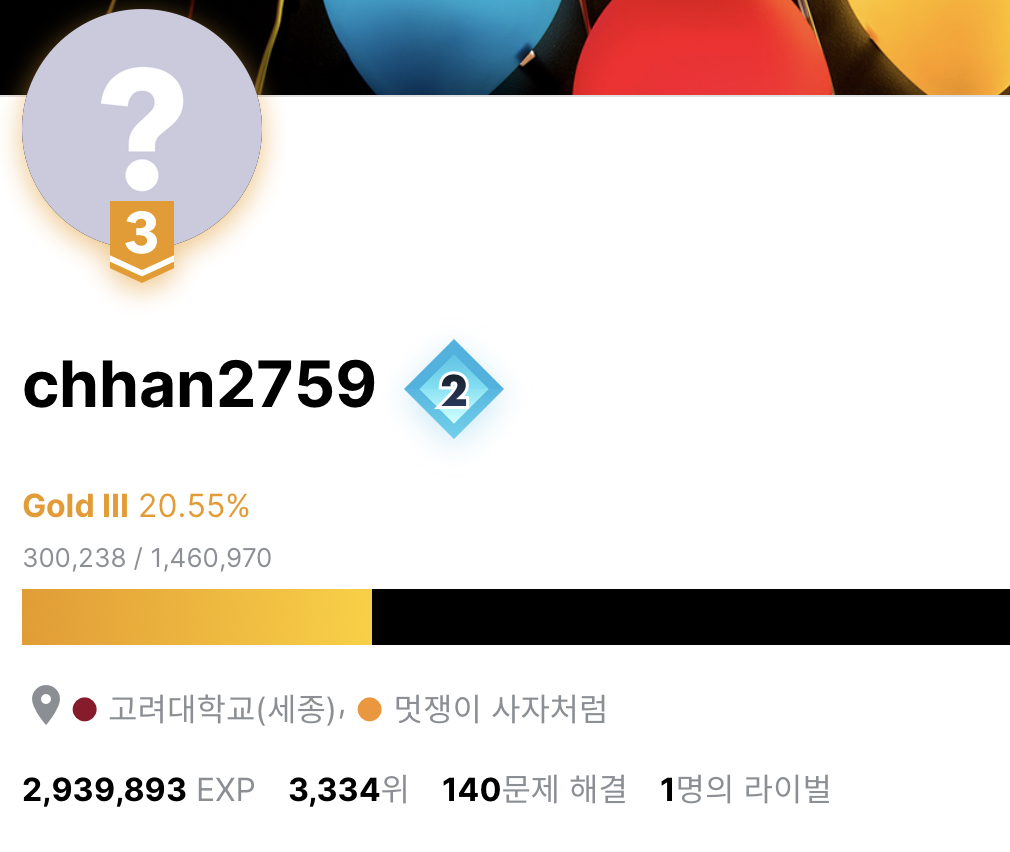 ?
3
chhan2759 2
Gold III 20.55%
300,238 / 1,460,970
고려대학교(세종), 멋쟁이 사자처럼
2,939,893 EXP 3,334위 140문제 해결 1명의 라이벌